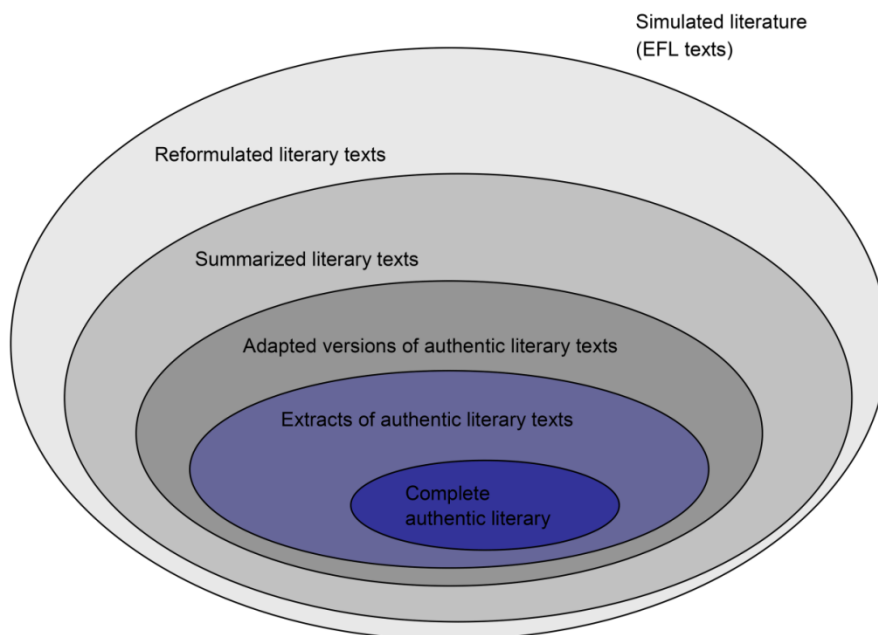 Simulated literature
(EFL texts)
Reformulated literary texts
Summarized literary texts
Adapted versions of authentic literary texts
Extracts of authentic literary texts
Complete
authentic literary